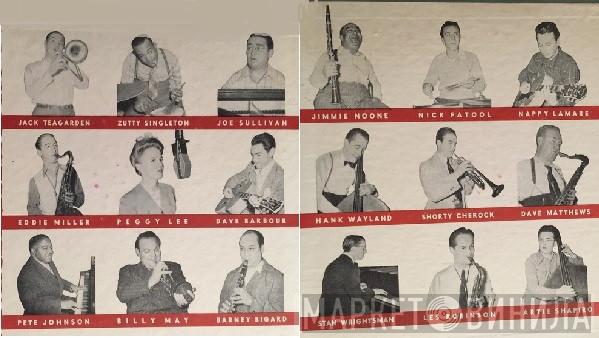 JACK TEAGARDEN ZUTTY SINGLETON JOE SULLIVAN
EDDIE MILLER PEGGY LEE DAVE BARBOUR
PETE JOHNSON BILLY MAY BARNEY BIGARD
JIMMIE NOONE NICK FATOOL NAPPY LAMARE
HANK WAYLAND SHORTY CHEROCK DAVE MATTHEWS
STAN WRIGHTSMAN LES ROBINSON ARTIE SHAPIRO
МАРКЕТ ВИНИЛА